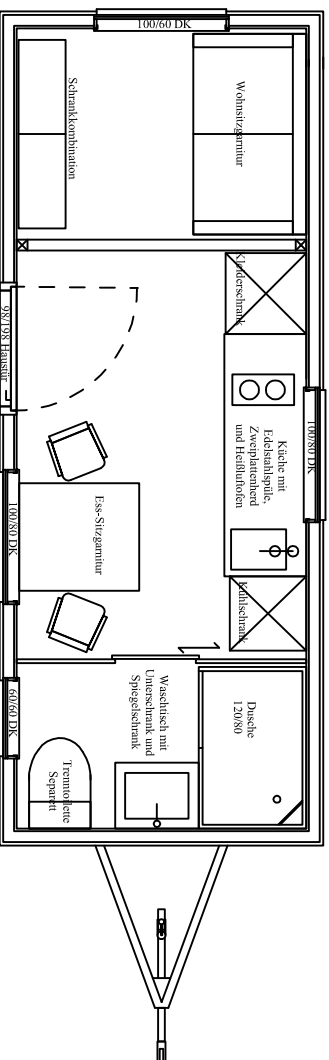 100/60 DK
Wohnsitzgarnitur
Schrankkombination
Kleiderschrank
98/198 Haustür
Küche mit
Edelstahlspüle,
Zweiplattenherd
und Heißluftofen
100/80 DK
Ess-Sitzgarnitur
100/80 DK
Kühlschrank
Dusche
120/80
Waschtisch mit
Unterschrank und
Spiegelschrank
60/60 DK
Trenntoilette
Separett